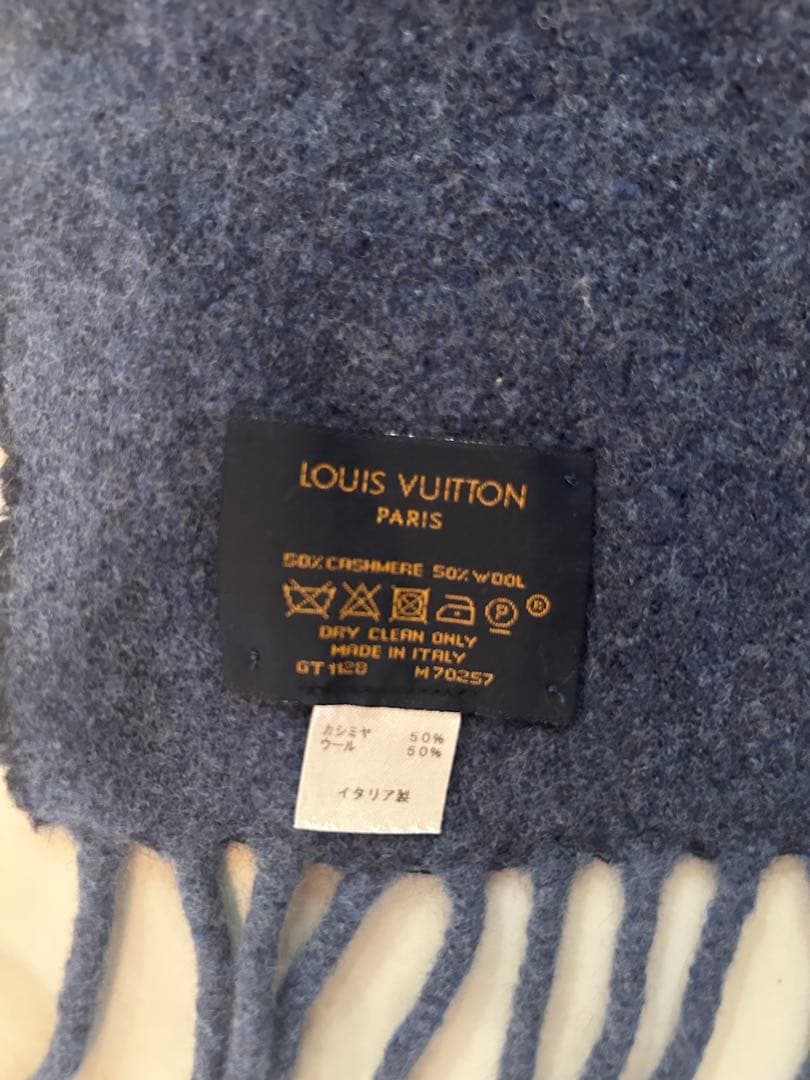 LOUIS VUITTON
PARIS
50% CASHMERE 50% WOOL
P
®
DRY CLEAN ONLY
MADE IN ITALY
GT 1128 M70257
カシミヤ 50%
ウール 50%
イタリア製